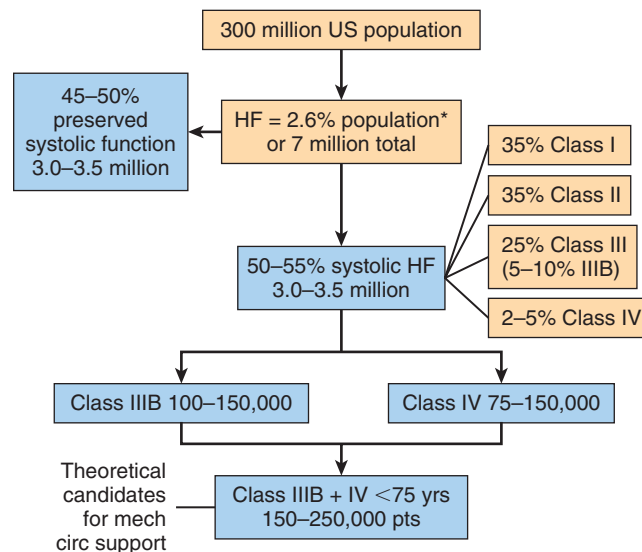 300 million US population
45–50%
preserved
systolic function
3.0–3.5 million
HF = 2.6% population*
or 7 million total
35% Class I
35% Class II
25% Class III
(5–10% IIIB)
2–5% Class IV
50–55% systolic HF
3.0–3.5 million
Class IIIB 100–150,000
Class IV 75–150,000
Theoretical
candidates
for mech
circ support
Class IIIB + IV <75 yrs
150–250,000 pts